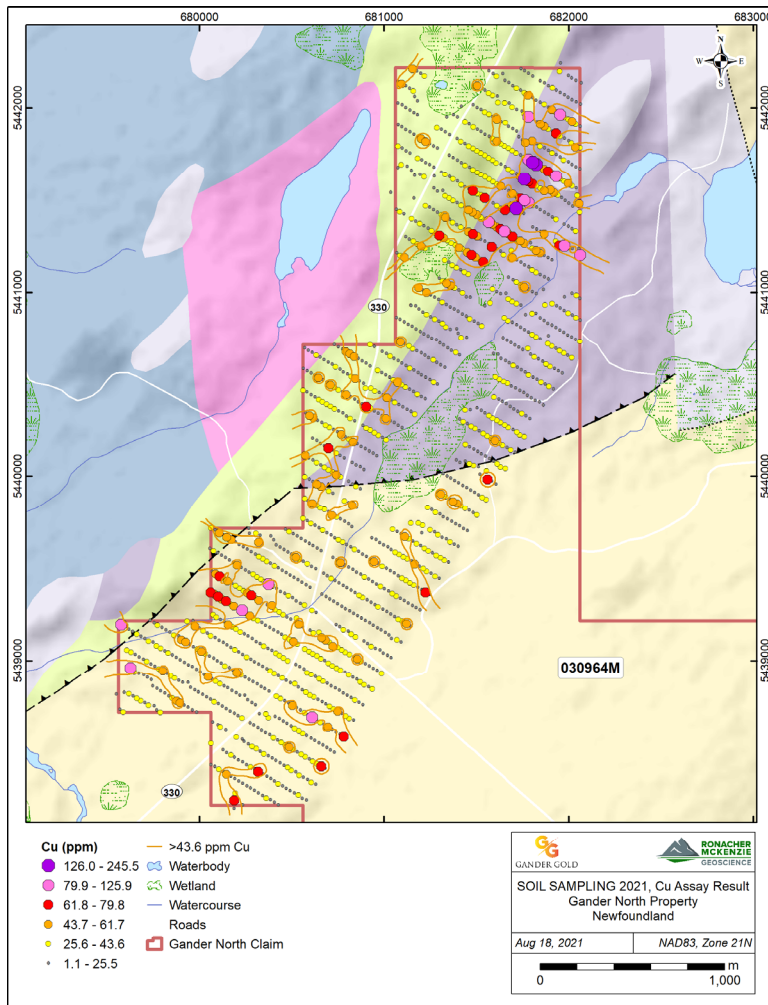 680000
681000
682000
683000
N
W
E
S
5442000
5441000
5440000
5439000
330
030964M
330
Cu (ppm)
126.0 - 245.5
79.9 - 125.9
61.8 - 79.8
43.7 - 61.7
25.6 - 43.6
1.1 - 25.5
>43.6 ppm Cu
Waterbody
Wetland
Watercourse
Roads
Gander North Claim
GANDER GOLD
RONACHER
MCKENZIE
GEOSCIENCE
SOIL SAMPLING 2021, Cu Assay Result
Gander North Property
Newfoundland
Aug 18, 2021
NAD83, Zone 21N
m
0
1,000